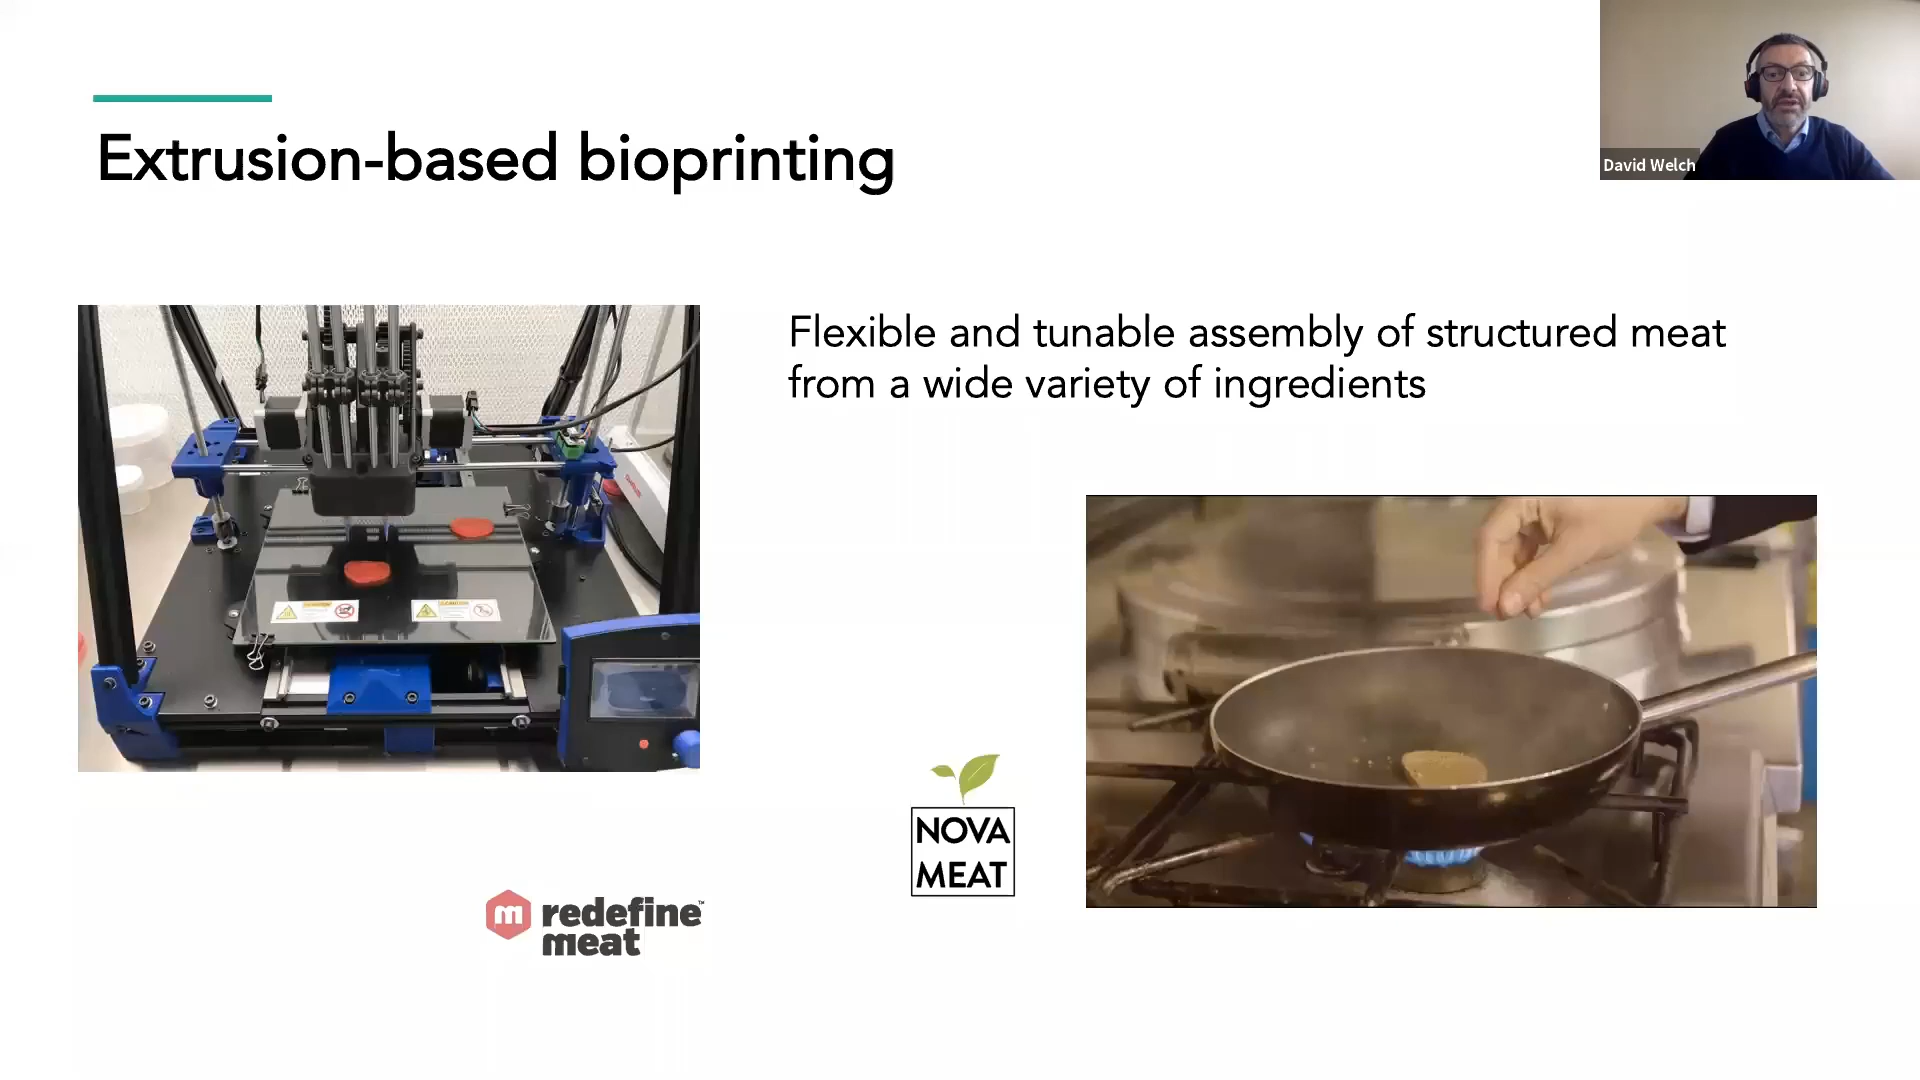 Extrusion-based bioprinting
David Welch
Flexible and tunable assembly of structured meat
from a wide variety of ingredients
NOVA
MEAT
m redefine™
meat